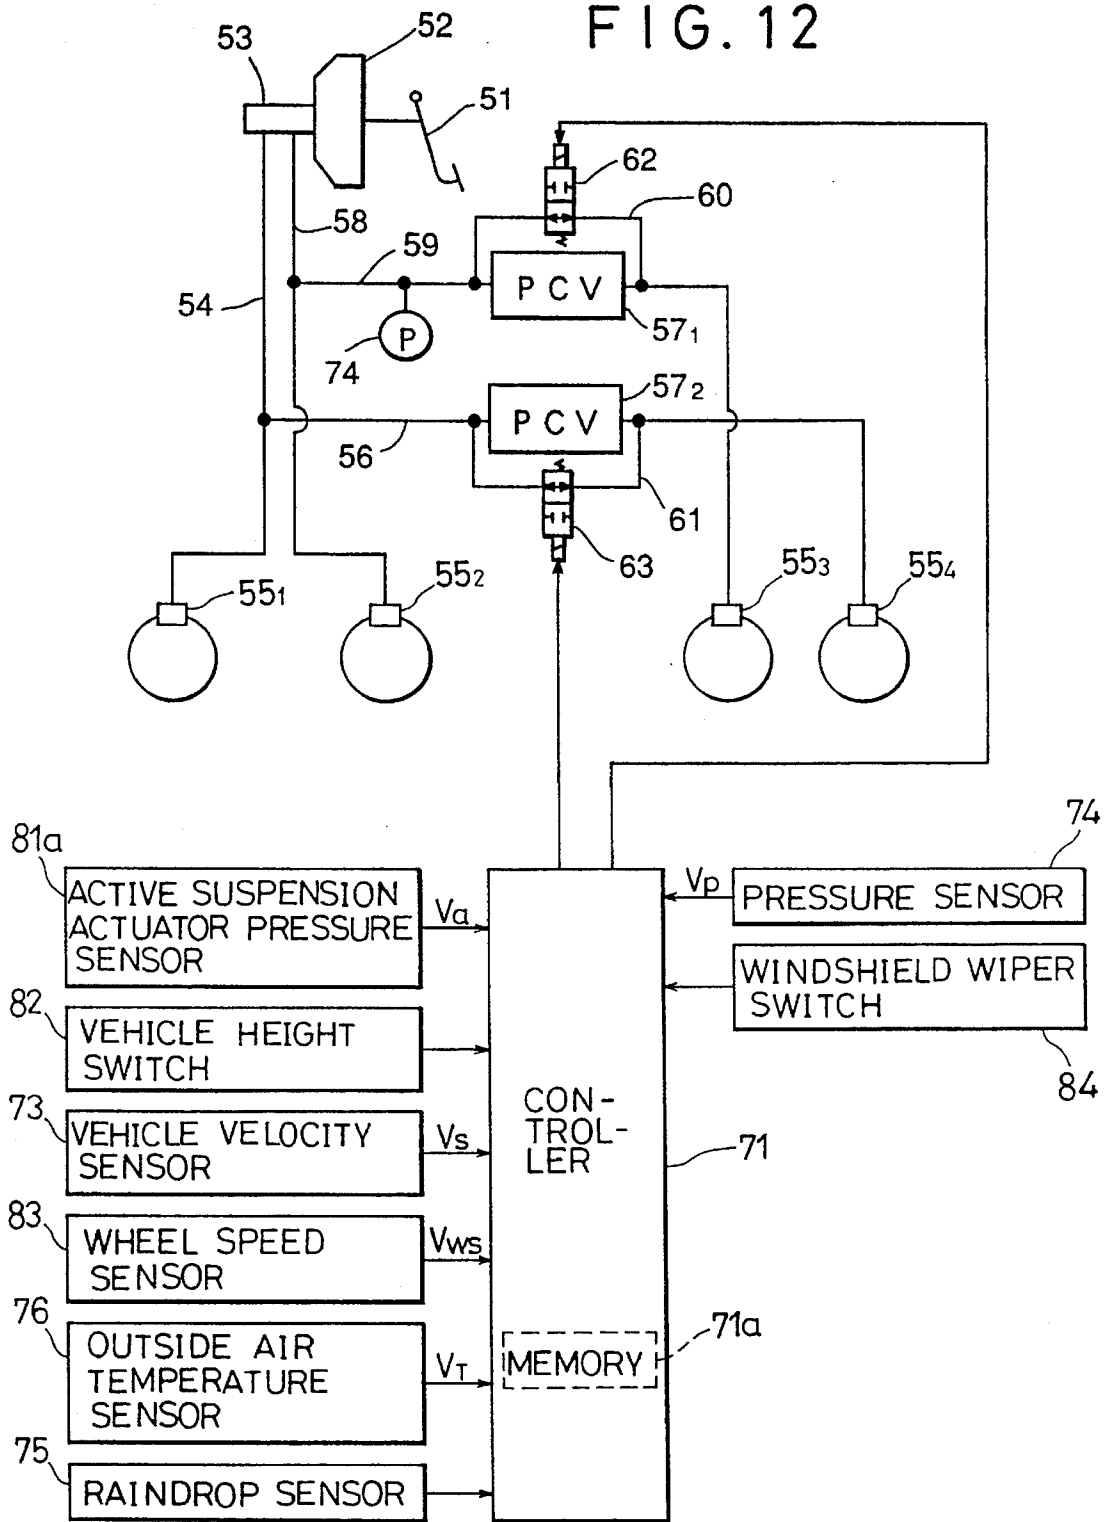 FIG. 12
53
52
51
62
60
58
59
54
PCV
57₁
P
74
57₂
PCV
56
61
63
55₁
55₂
55₃
55₄
81a
ACTIVE SUSPENSION
ACTUATOR PRESSURE
SENSOR
Va
82
VEHICLE HEIGHT
SWITCH
73
VEHICLE VELOCITY
SENSOR
Vs
83
WHEEL SPEED
SENSOR
Vws
76
OUTSIDE AIR
TEMPERATURE
SENSOR
VT
75
RAINDROP SENSOR
CON-
TROL-
LER
71
71a
MEMORY
74
Vp
PRESSURE SENSOR
WINDSHIELD WIPER
SWITCH
84